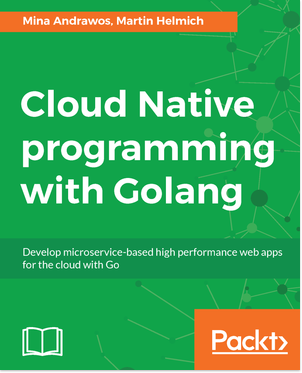 Mina Andrawos, Martin Helmich
Cloud Native
programming
with Golang
Develop microservice-based high performance web apps
for the cloud with Go
Packt>